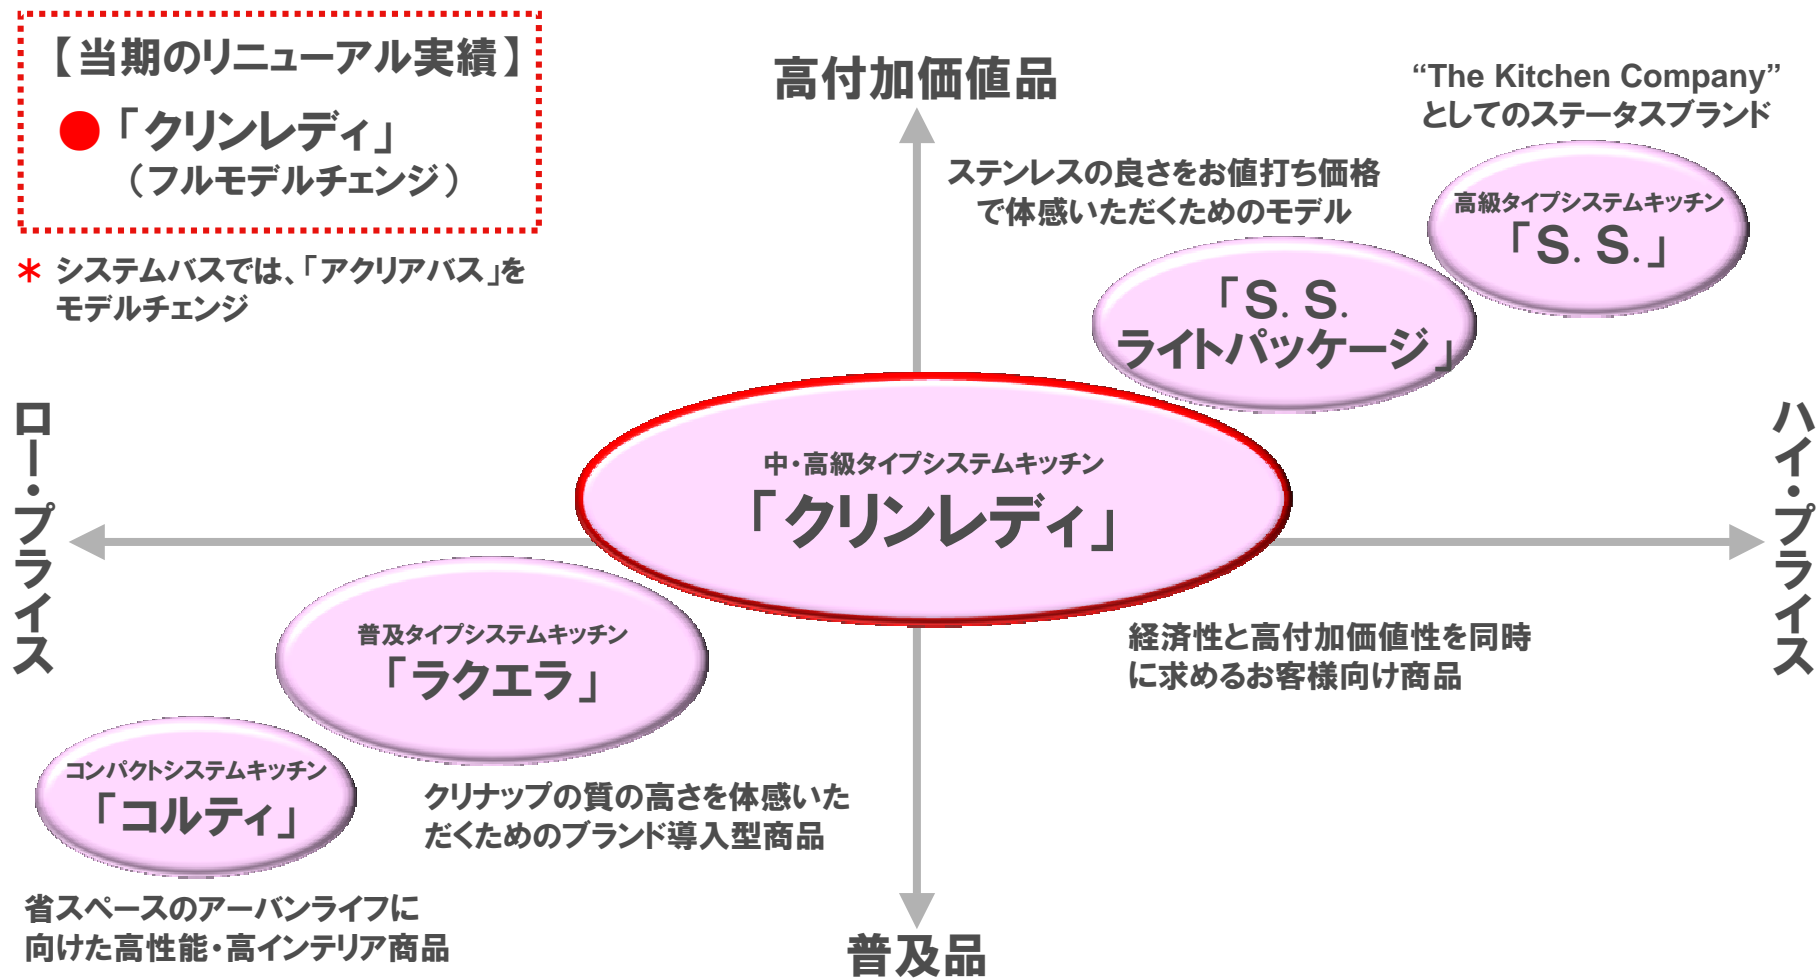 【当期のリニューアル実績】
●「クリンレディ」
（フルモデルチェンジ）
＊ システムバスでは、「アクリアバス」を
モデルチェンジ
高付加価値品
“The Kitchen Company”
としてのステータスブランド
高級タイプシステムキッチン
「S. S.」
ステンレスの良さをお値打ち価格
で体感いただくためのモデル
「S. S.
ライトパッケージ」
ロー・プライス
ハイ・プライス
中・高級タイプシステムキッチン
「クリンレディ」
経済性と高付加価値性を同時
に求めるお客様向け商品
普及タイプシステムキッチン
「ラクエラ」
クリナップの質の高さを体感いた
だくためのブランド導入型商品
コンパクトシステムキッチン
「コルティ」
省スペースのアーバンライフに
向けた高性能・高インテリア商品
普及品